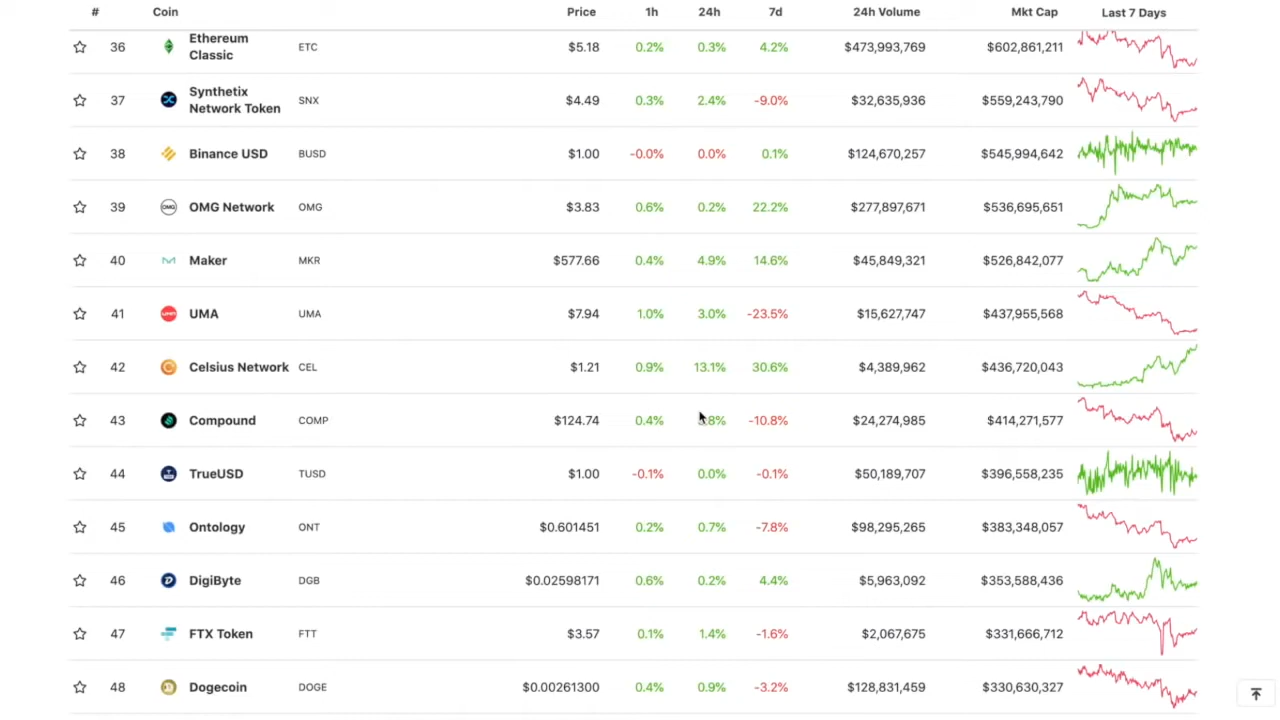 # Coin Price 1h 24h 7d 24h Volume Mkt Cap Last 7 Days
Ethereum
Classic ETC $5.18 0.2% 0.3% 4.2% $473,993,769 $602,861,211
Synthetix
Network Token SNX $4.49 0.3% 2.4% -9.0% $32,635,936 $559,243,790
36
37
38 Binance USD BUSD $1.00 -0.0% 0.0% 0.1% $124,670,257 $545,994,642
39 OMG Network OMG $3.83 0.6% 0.2% 22.2% $277,897,671 $536,695,651
40 Maker MKR $577.66 0.4% 4.9% 14.6% $45,849,321 $526,842,077
41 UMA UMA $7.94 1.0% 3.0% -23.5% $15,627,747 $437,955,568
42 Celsius Network CEL $1.21 0.9% 13.1% 30.6% $4,389,962 $436,720,043
43 Compound COMP $124.74 0.4% -10.8% $24,274,985 $414,271,577
44 TrueUSD TUSD $1.00 -0.1% 0.0% -0.1% $50,189,707 $396,558,235
45 Ontology ONT $0.601451 0.2% 0.7% -7.8% $98,295,265 $383,348,057
46 DigiByte DGB $0.02598171 0.6% 0.2% 4.4% $5,963,092 $353,588,436
47 FTX Token FTT $3.57 0.1% 1.4% -1.6% $2,067,675 $331,666,712
48 Dogecoin DOGE $0.00261300 0.4% 0.9% -3.2% $128,831,459 $330,630,327